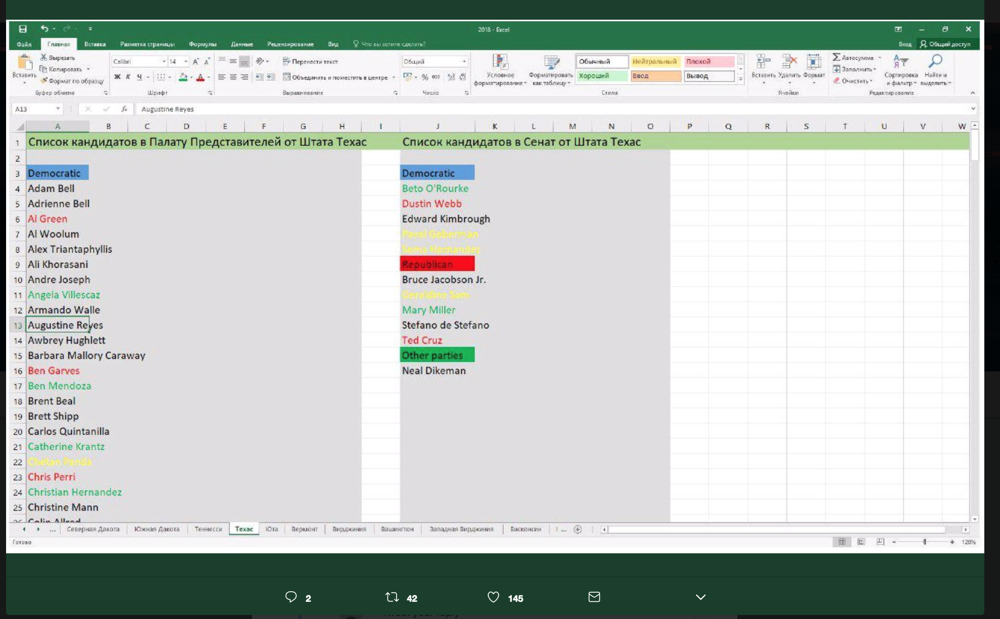 2018 - Excel
Файл Главная Вставка Разметка страницы Формулы Данные Рецензирование Вид Что вы хотите сделать? Вход Общий доступ
Вставить
Вырезать
Копировать
Формат по образцу
Буфер обмена
Calibri 14
Ж К Ч
Шрифт
Перенести текст
Объединить и поместить в центре
Выравнивание
Общий
% 000
Число
Условное форматирование
Форматировать как таблицу
Обычный Нейтральный Плохой
Хороший Ввод Вывод
Стили
Вставить Удалить Формат
Ячейки
Автосумма
Заполнить
Очистить
Сортировка и фильтр
Найти и выделить
Редактирование
A13 fx Augustine Reyes
A B C D E F G H I J K L M N O P Q R S T U V W
1 Список кандидатов в Палату Представителей от Штата Техас Список кандидатов в Сенат от Штата Техас
2
3 Democratic Democratic
4 Adam Bell Beto O'Rourke
5 Adrienne Bell Dustin Webb
6 Al Green Edward Kimbrough
7 Al Woolum Pavel Goberman
8 Alex Triantaphyllis Sema Hernandez
9 Ali Khorasani Republican
10 Andre Joseph Bruce Jacobson Jr.
11 Angela Villescaz Geraldine Sam
12 Armando Walle Mary Miller
13 Augustine Reyes Stefano de Stefano
14 Awbrey Hughlett Ted Cruz
15 Barbara Mallory Caraway Other parties
16 Ben Garves Neal Dikeman
17 Ben Mendoza
18 Brent Beal
19 Brett Shipp
20 Carlos Quintanilla
21 Catherine Krantz
22 Chetan Panda
23 Chris Perri
24 Christian Hernandez
25 Christine Mann
26 Colin Allred
... Северная Дакота Южная Дакота Теннесси Техас Юта Вермонт Вирджиния Вашингтон Западная Вирджиния Висконсин ...
Готово 120%
2 42 145